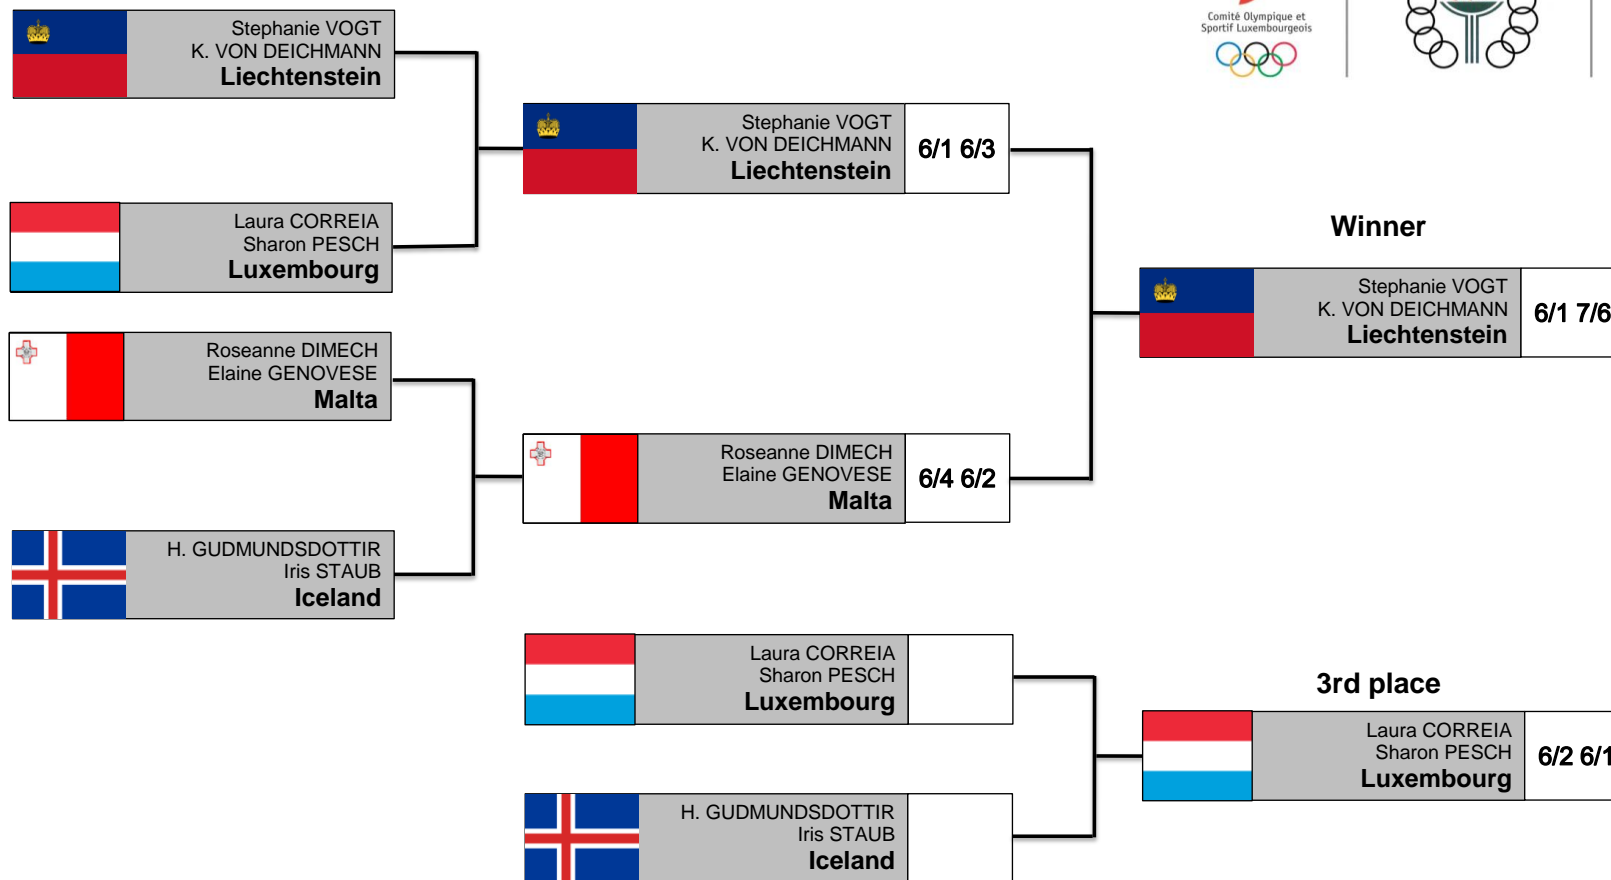 Comité Olympique et
Sportif Luxembourgeois
Stephanie VOGT
K. VON DEICHMANN
Liechtenstein
Laura CORREIA
Sharon PESCH
Luxembourg
Roseanne DIMECH
Elaine GENOVESE
Malta
H. GUDMUNDSDOTTIR
Iris STAUB
Iceland
Stephanie VOGT
K. VON DEICHMANN
Liechtenstein
6/1 6/3
Roseanne DIMECH
Elaine GENOVESE
Malta
6/4 6/2
Winner
Stephanie VOGT
K. VON DEICHMANN
Liechtenstein
6/1 7/6
Laura CORREIA
Sharon PESCH
Luxembourg
H. GUDMUNDSDOTTIR
Iris STAUB
Iceland
3rd place
Laura CORREIA
Sharon PESCH
Luxembourg
6/2 6/1